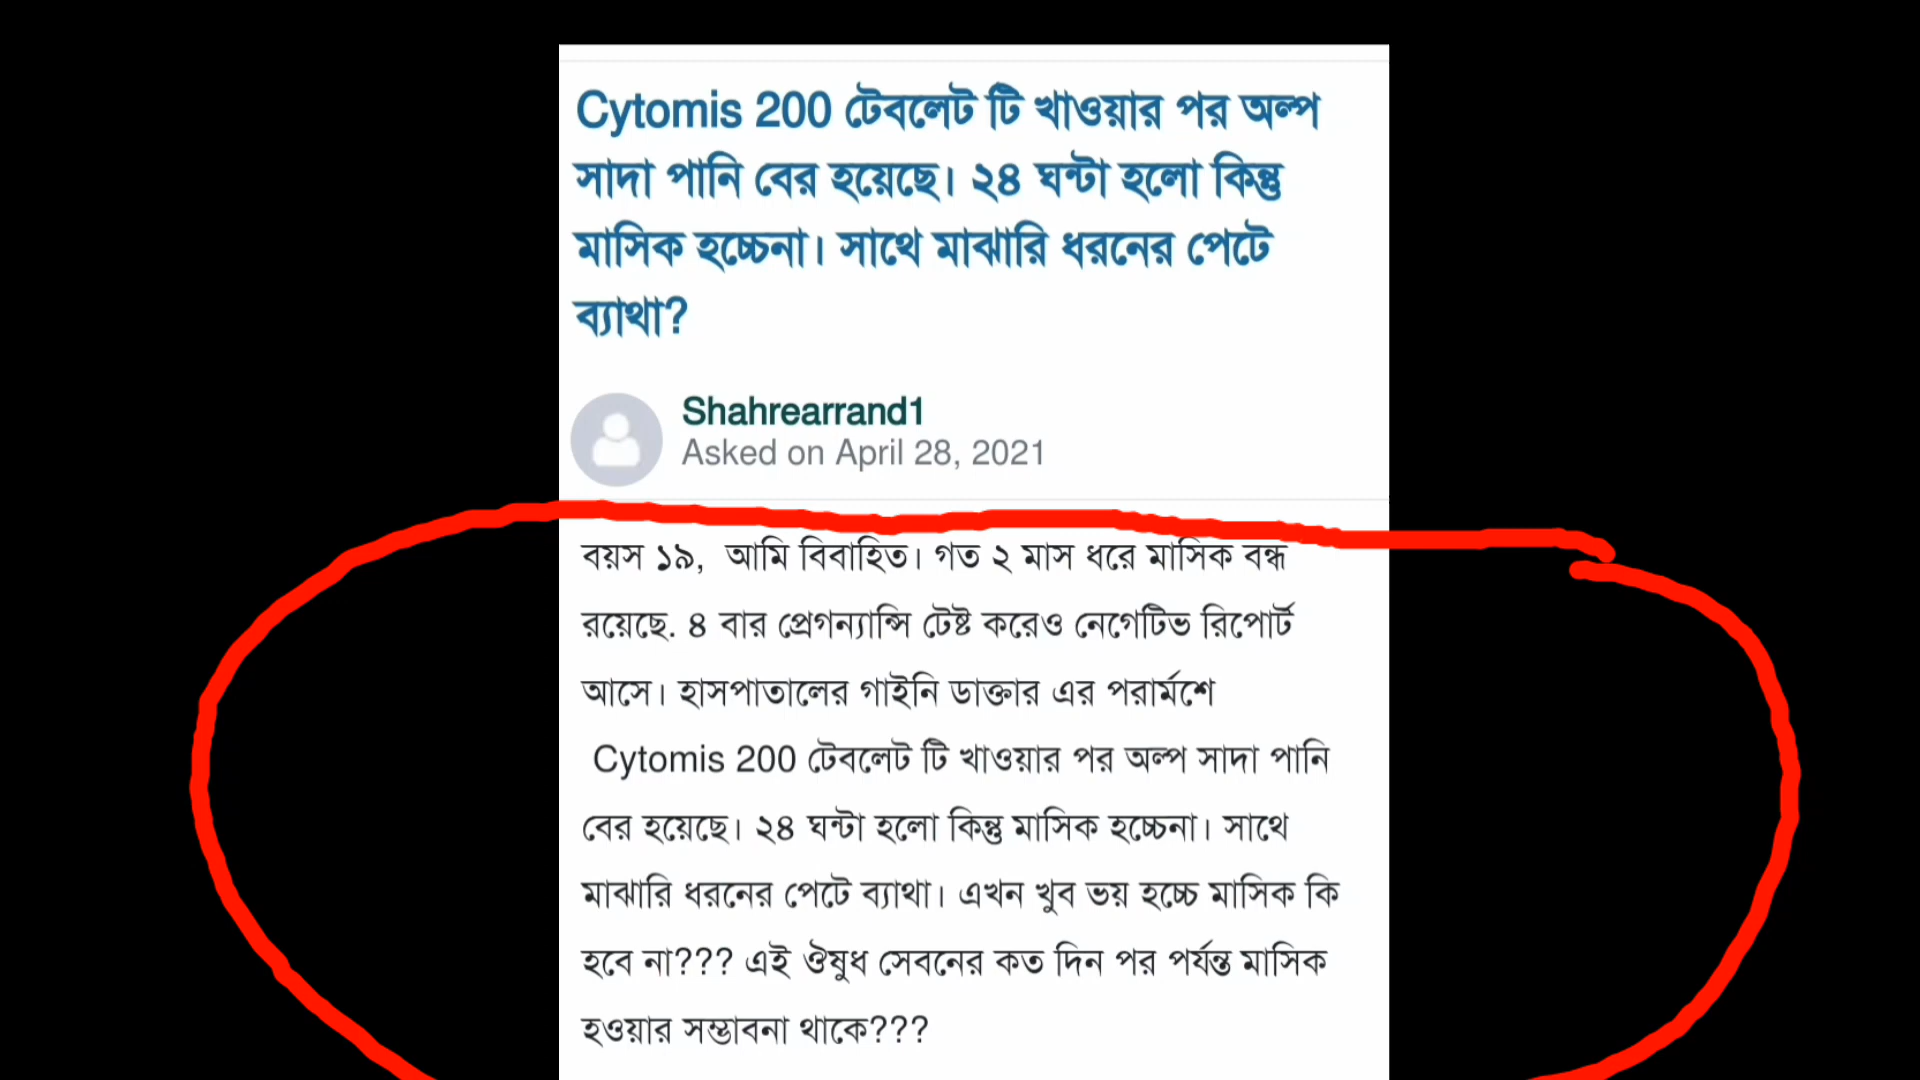 Cytomis 200 টেবলেট টি খাওয়ার পর অল্প
সাদা পানি বের হয়েছে। ২৪ ঘন্টা হলো কিন্তু
মাসিক হচ্চেনা। সাথে মাঝারি ধরনের পেটে
ব্যাথা?
Shahrearrand1
Asked on April 28, 2021
বয়স ১৯, আমি বিবাহিত। গত ২ মাস ধরে মাসিক বন্ধ
রয়েছে. ৪ বার প্রেগন্যান্সি টেষ্ট করেও নেগেটিভ রিপোর্ট
আসে। হাসপাতালের গাইনি ডাক্তার এর পরার্মশে
Cytomis 200 টেবলেট টি খাওয়ার পর অল্প সাদা পানি
বের হয়েছে। ২৪ ঘন্টা হলো কিন্তু মাসিক হচ্চেনা। সাথে
মাঝারি ধরনের পেটে ব্যাথা। এখন খুব ভয় হচ্চে মাসিক কি
হবে না??? এই ঔষুধ সেবনের কত দিন পর পর্যন্ত মাসিক
হওয়ার সম্ভাবনা থাকে???